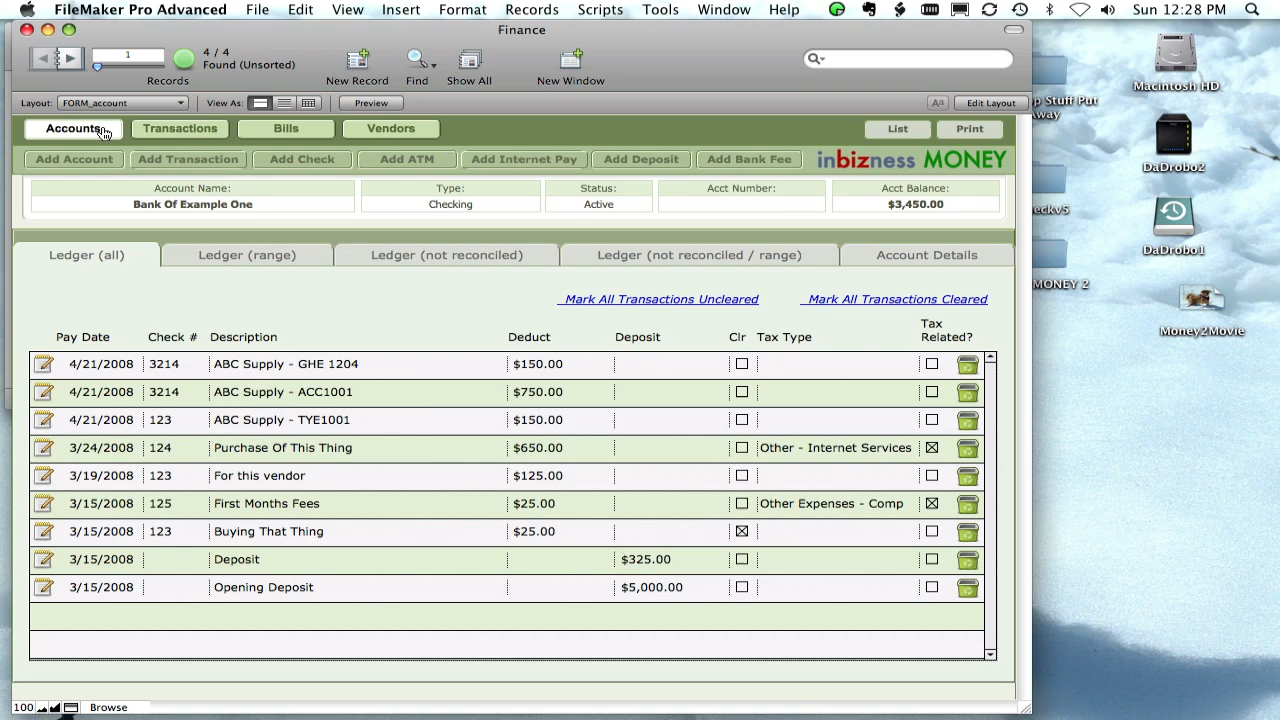 FileMaker Pro Advanced File Edit View Insert Format Records Scripts Tools Window Help Sun 12:28 PM
Finance
1
4 / 4
Found (Unsorted)
Records New Record Find Show All New Window
Layout: FORM_account View As: Preview Aa Edit Layout
Accounts Transactions Bills Vendors List Print
Add Account Add Transaction Add Check Add ATM Add Internet Pay Add Deposit Add Bank Fee inbizness MONEY
Account Name: Type: Status: Acct Number: Acct Balance:
Bank Of Example One Checking Active $3,450.00
Ledger (all) Ledger (range) Ledger (not reconciled) Ledger (not reconciled / range) Account Details
Mark All Transactions Uncleared Mark All Transactions Cleared
Pay Date Check # Description Deduct Deposit Clr Tax Type Tax Related?
4/21/2008 3214 ABC Supply - GHE 1204 $150.00
4/21/2008 3214 ABC Supply - ACC1001 $750.00
4/21/2008 123 ABC Supply - TYE1001 $150.00
3/24/2008 124 Purchase Of This Thing $650.00 Other - Internet Services
3/19/2008 123 For this vendor $125.00
3/15/2008 125 First Months Fees $25.00 Other Expenses - Comp
3/15/2008 123 Buying That Thing $25.00
3/15/2008 Deposit $325.00
3/15/2008 Opening Deposit $5,000.00
100 Browse
Macintosh HD
p Stuff Put
Away
DaDrobo2
eckv5
DaDrobo1
MONEY 2
Money2Movie